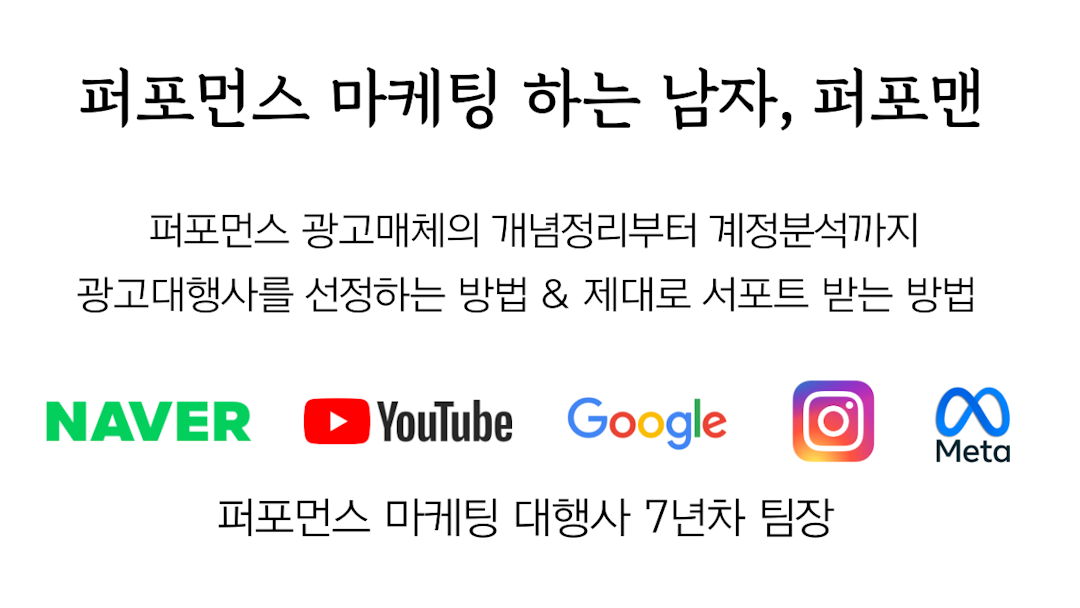 퍼포먼스 마케팅 하는 남자, 퍼포맨
퍼포먼스 광고매체의 개념정리부터 계정분석까지
광고대행사를 선정하는 방법 & 제대로 서포트 받는 방법
NAVER YouTube Google Meta
퍼포먼스 마케팅 대행사 7년차 팀장